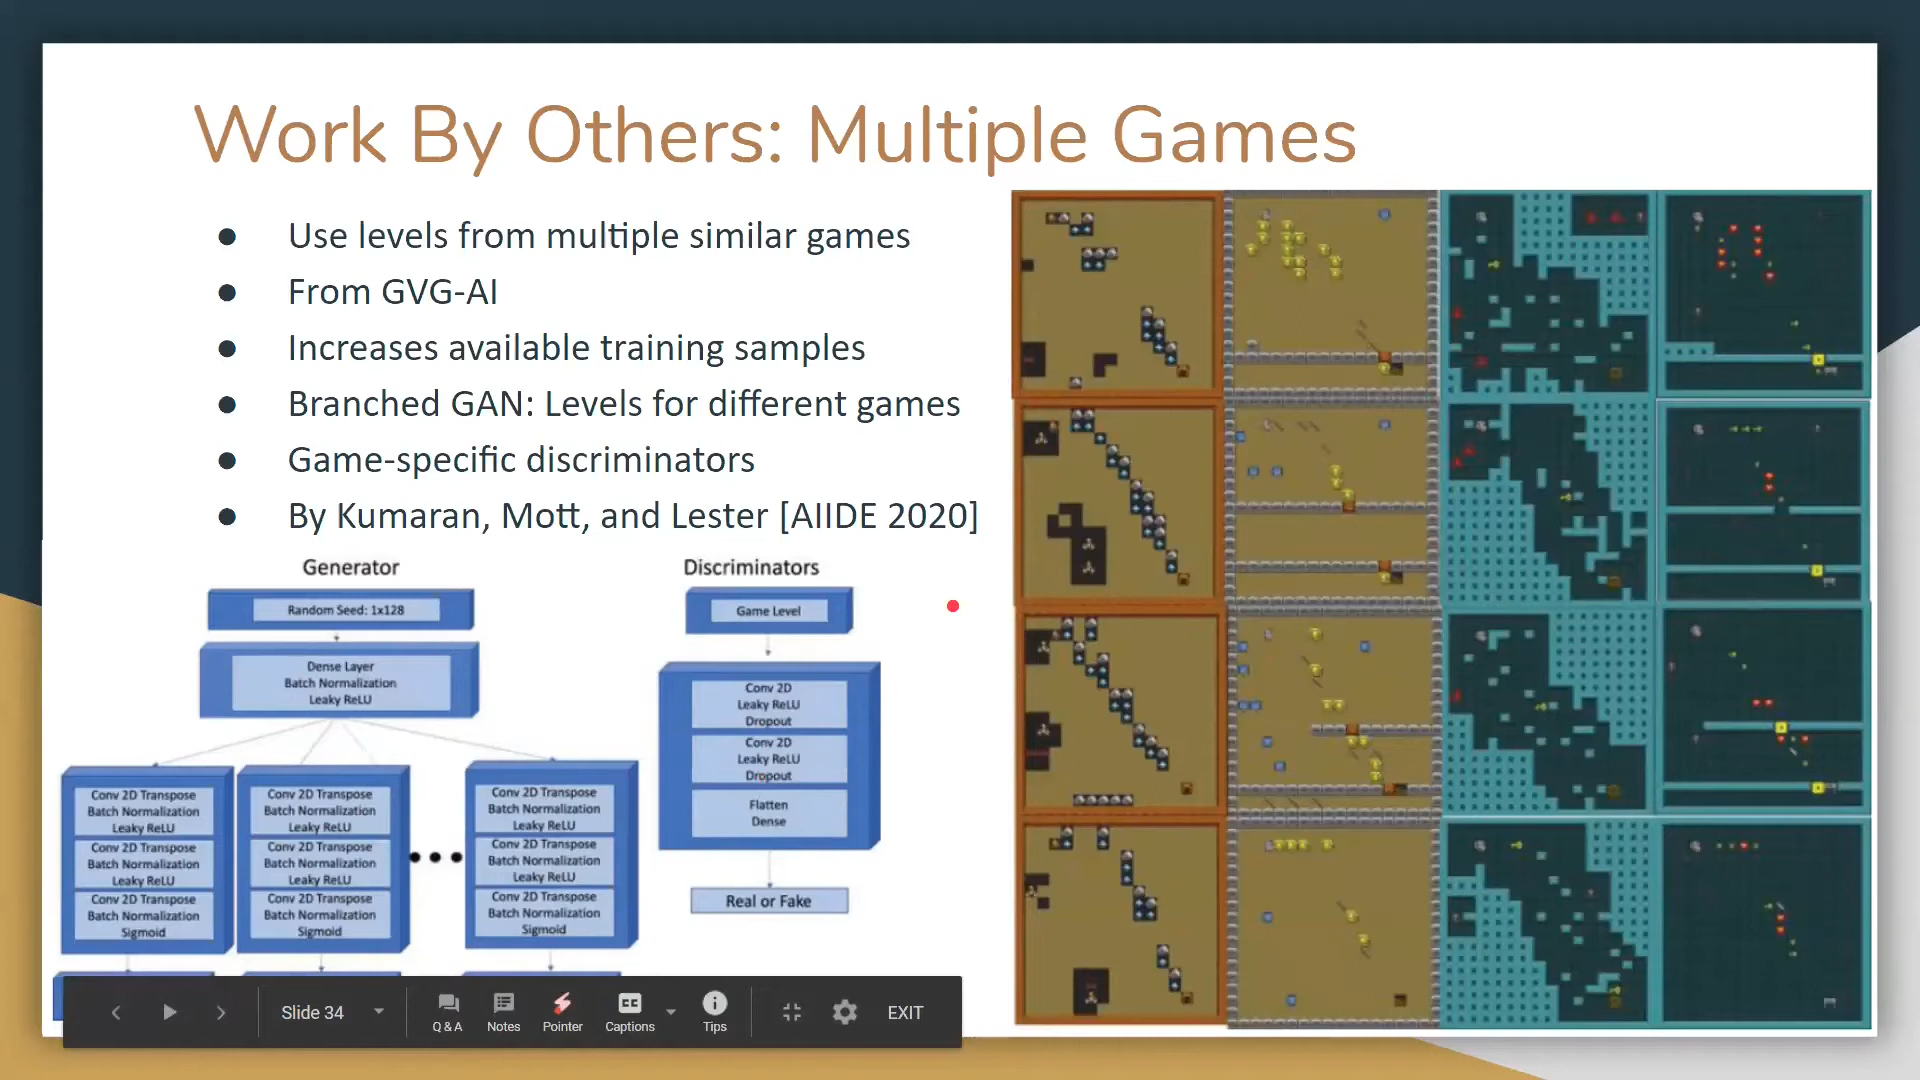 Work By Others: Multiple Games
● Use levels from multiple similar games
● From GVG-AI
● Increases available training samples
● Branched GAN: Levels for different games
● Game-specific discriminators
● By Kumaran, Mott, and Lester [AIIDE 2020]
Generator
Random Seed: 1x128
Dense Layer
Batch Normalization
Leaky ReLU
Conv 2D Transpose
Batch Normalization
Leaky ReLU
Conv 2D Transpose
Batch Normalization
Leaky ReLU
Conv 2D Transpose
Batch Normalization
Sigmoid
Conv 2D Transpose
Batch Normalization
Leaky ReLU
Conv 2D Transpose
Batch Normalization
Leaky ReLU
Conv 2D Transpose
Batch Normalization
Sigmoid
Conv 2D Transpose
Batch Normalization
Leaky ReLU
Conv 2D Transpose
Batch Normalization
Leaky ReLU
Conv 2D Transpose
Batch Normalization
Sigmoid
Discriminators
Game Level
Conv 2D
Leaky ReLU
Dropout
Conv 2D
Leaky ReLU
Dropout
Flatten
Dense
Real or Fake
Slide 34
Q & A
Notes
Pointer
CC
Captions
Tips
EXIT